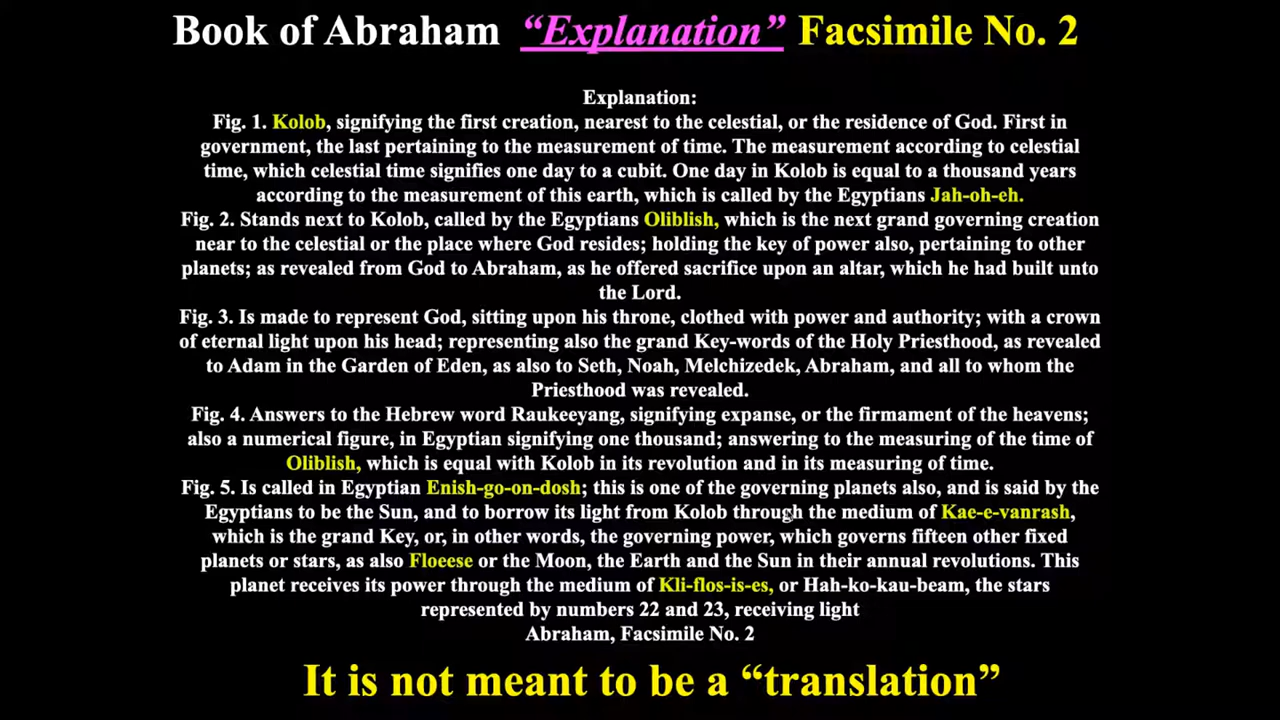 Book of Abraham “Explanation” Facsimile No. 2
Explanation:
Fig. 1. Kolob, signifying the first creation, nearest to the celestial, or the residence of God. First in
government, the last pertaining to the measurement of time. The measurement according to celestial
time, which celestial time signifies one day to a cubit. One day in Kolob is equal to a thousand years
according to the measurement of this earth, which is called by the Egyptians Jah-oh-eh.
Fig. 2. Stands next to Kolob, called by the Egyptians Oliblish, which is the next grand governing creation
near to the celestial or the place where God resides; holding the key of power also, pertaining to other
planets; as revealed from God to Abraham, as he offered sacrifice upon an altar, which he had built unto
the Lord.
Fig. 3. Is made to represent God, sitting upon his throne, clothed with power and authority; with a crown
of eternal light upon his head; representing also the grand Key-words of the Holy Priesthood, as revealed
to Adam in the Garden of Eden, as also to Seth, Noah, Melchizedek, Abraham, and all to whom the
Priesthood was revealed.
Fig. 4. Answers to the Hebrew word Raukeeyang, signifying expanse, or the firmament of the heavens;
also a numerical figure, in Egyptian signifying one thousand; answering to the measuring of the time of
Oliblish, which is equal with Kolob in its revolution and in its measuring of time.
Fig. 5. Is called in Egyptian Enish-go-on-dosh; this is one of the governing planets also, and is said by the
Egyptians to be the Sun, and to borrow its light from Kolob through the medium of Kae-e-vanrash,
which is the grand Key, or, in other words, the governing power, which governs fifteen other fixed
planets or stars, as also Floeese or the Moon, the Earth and the Sun in their annual revolutions. This
planet receives its power through the medium of Kli-flos-is-es, or Hah-ko-kau-beam, the stars
represented by numbers 22 and 23, receiving light
Abraham, Facsimile No. 2
It is not meant to be a “translation”